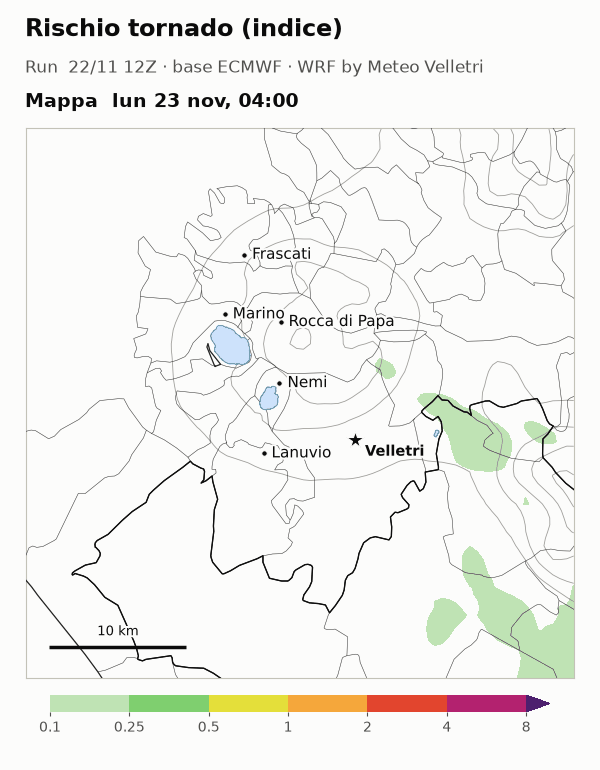 Rischio tornado (indice)
Run  22/11 12Z · base ECMWF · WRF by Meteo Velletri
Mappa  lun 23 nov, 04:00
Frascati
Marino
Rocca di Papa
Nemi
Velletri
Lanuvio
10 km
0.1 0.25 0.5 1 2 4 8